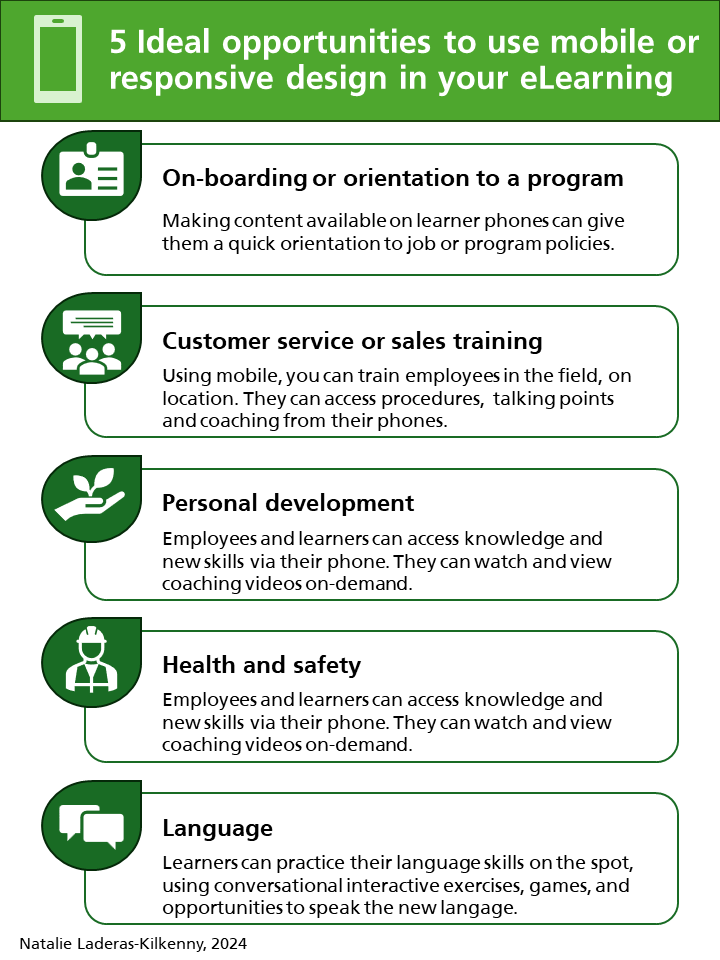 5 Ideal opportunities to use mobile or
responsive design in your eLearning
On-boarding or orientation to a program
Making content available on learner phones can give
them a quick orientation to job or program policies.
Customer service or sales training
Using mobile, you can train employees in the field, on
location. They can access procedures, talking points
and coaching from their phones.
Personal development
Employees and learners can access knowledge and
new skills via their phone. They can watch and view
coaching videos on-demand.
Health and safety
Employees and learners can access knowledge and
new skills via their phone. They can watch and view
coaching videos on-demand.
Language
Learners can practice their language skills on the spot,
using conversational interactive exercises, games, and
opportunities to speak the new langage.
Natalie Laderas-Kilkenny, 2024